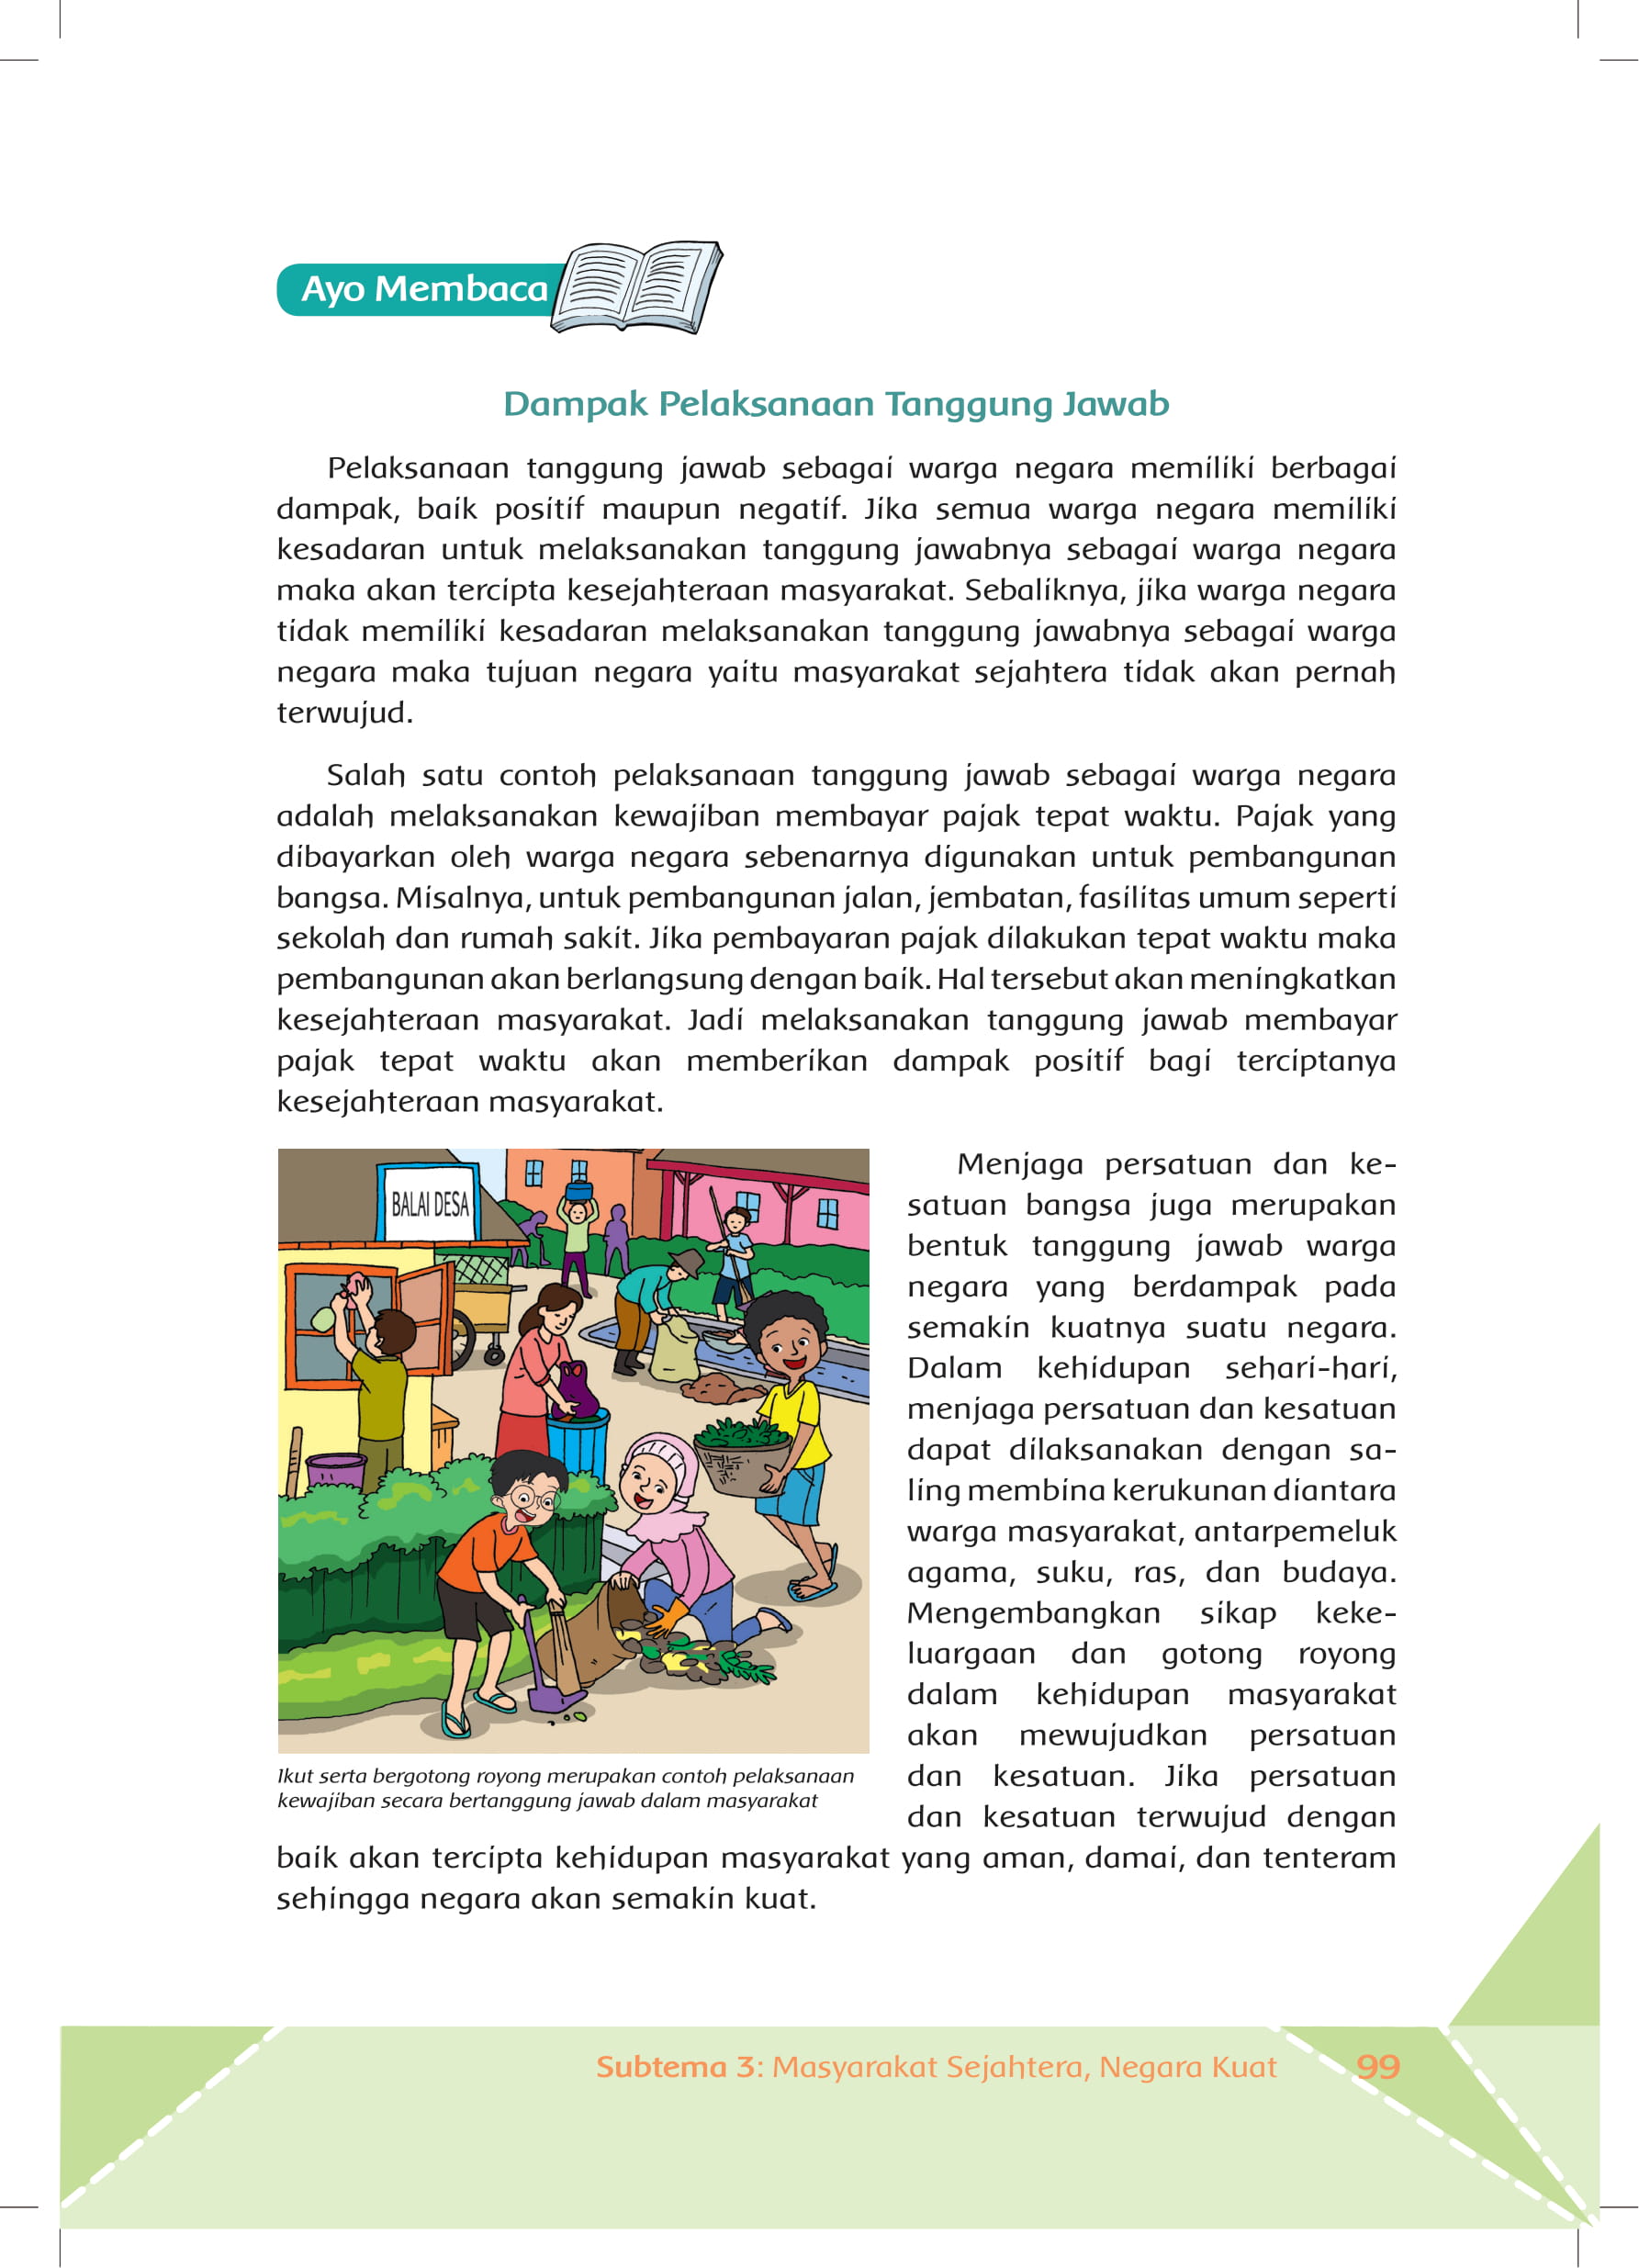 Ayo Membaca
Dampak Pelaksanaan Tanggung Jawab
Pelaksanaan tanggung jawab sebagai warga negara memiliki berbagai
dampak, baik positif maupun negatif. Jika semua warga negara memiliki
kesadaran untuk melaksanakan tanggung jawabnya sebagai warga negara
maka akan tercipta kesejahteraan masyarakat. Sebaliknya, jika warga negara
tidak memiliki kesadaran melaksanakan tanggung jawabnya sebagai warga
negara maka tujuan negara yaitu masyarakat sejahtera tidak akan pernah
terwujud.
Salah satu contoh pelaksanaan tanggung jawab sebagai warga negara
adalah melaksanakan kewajiban membayar pajak tepat waktu. Pajak yang
dibayarkan oleh warga negara sebenarnya digunakan untuk pembangunan
bangsa. Misalnya, untuk pembangunan jalan, jembatan, fasilitas umum seperti
sekolah dan rumah sakit. Jika pembayaran pajak dilakukan tepat waktu maka
pembangunan akan berlangsung dengan baik. Hal tersebut akan meningkatkan
kesejahteraan masyarakat. Jadi melaksanakan tanggung jawab membayar
pajak tepat waktu akan memberikan dampak positif bagi terciptanya
kesejahteraan masyarakat.
BALAI DESA
Ikut serta bergotong royong merupakan contoh pelaksanaan
kewajiban secara bertanggung jawab dalam masyarakat
Menjaga persatuan dan ke-
satuan bangsa juga merupakan
bentuk tanggung jawab warga
negara yang berdampak pada
semakin kuatnya suatu negara.
Dalam kehidupan sehari-hari,
menjaga persatuan dan kesatuan
dapat dilaksanakan dengan sa-
ling membina kerukunan diantara
warga masyarakat, antarpemeluk
agama, suku, ras, dan budaya.
Mengembangkan sikap keke-
luargaan dan gotong royong
dalam kehidupan masyarakat
akan mewujudkan persatuan
dan kesatuan. Jika persatuan
dan kesatuan terwujud dengan
baik akan tercipta kehidupan masyarakat yang aman, damai, dan tenteram
sehingga negara akan semakin kuat.
Subtema 3: Masyarakat Sejahtera, Negara Kuat 99